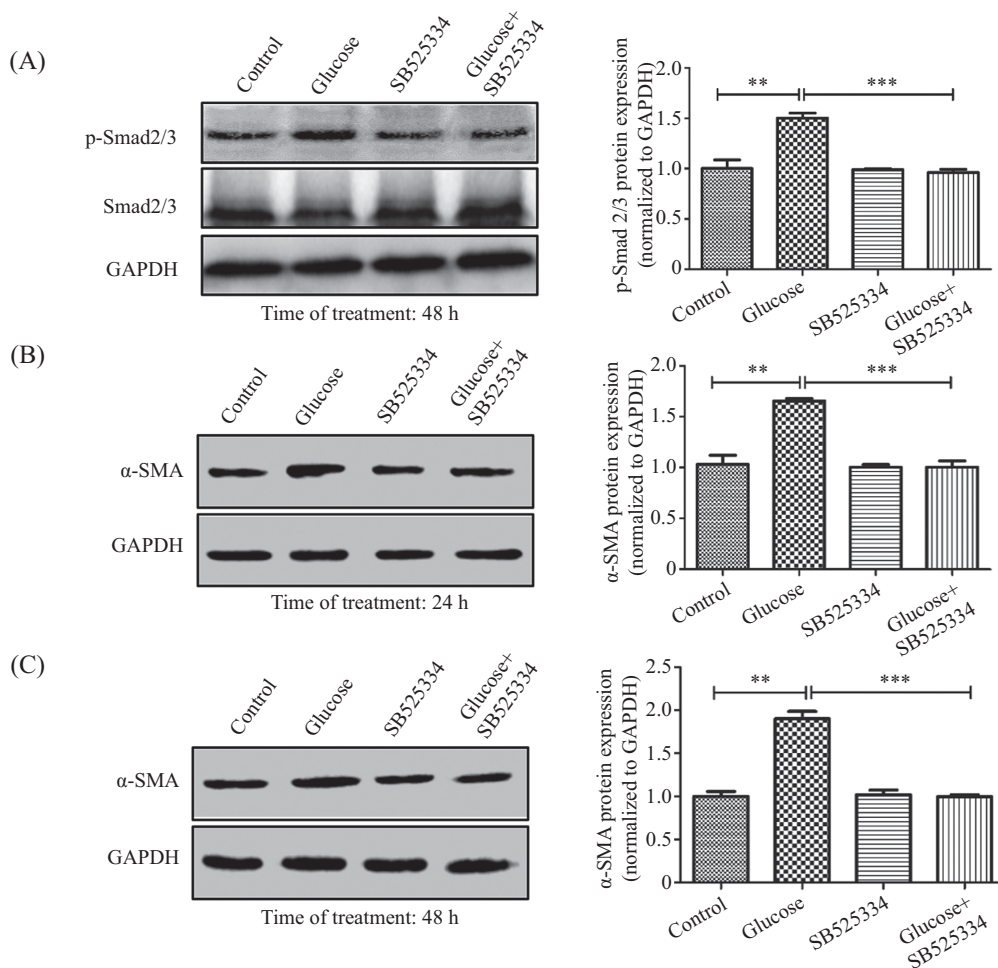 (A)
Control
Glucose
SB525334
Glucose+
SB525334
p-Smad2/3
Smad2/3
GAPDH
Time of treatment: 48 h
p-Smad 2/3 protein expression
(normalized to GAPDH)
2.0
1.5
1.0
0.5
0
**
***
Control
Glucose
SB525334
Glucose+
SB525334
(B)
Control
Glucose
SB525334
Glucose+
SB525334
α-SMA
GAPDH
Time of treatment: 24 h
α-SMA protein expression
(normalized to GAPDH)
2.0
1.5
1.0
0.5
0
**
***
Control
Glucose
SB525334
Glucose+
SB525334
(C)
Control
Glucose
SB525334
Glucose+
SB525334
α-SMA
GAPDH
Time of treatment: 48 h
α-SMA protein expression
(normalized to GAPDH)
2.5
2.0
1.5
1.0
0.5
0
**
***
Control
Glucose
SB525334
Glucose+
SB525334